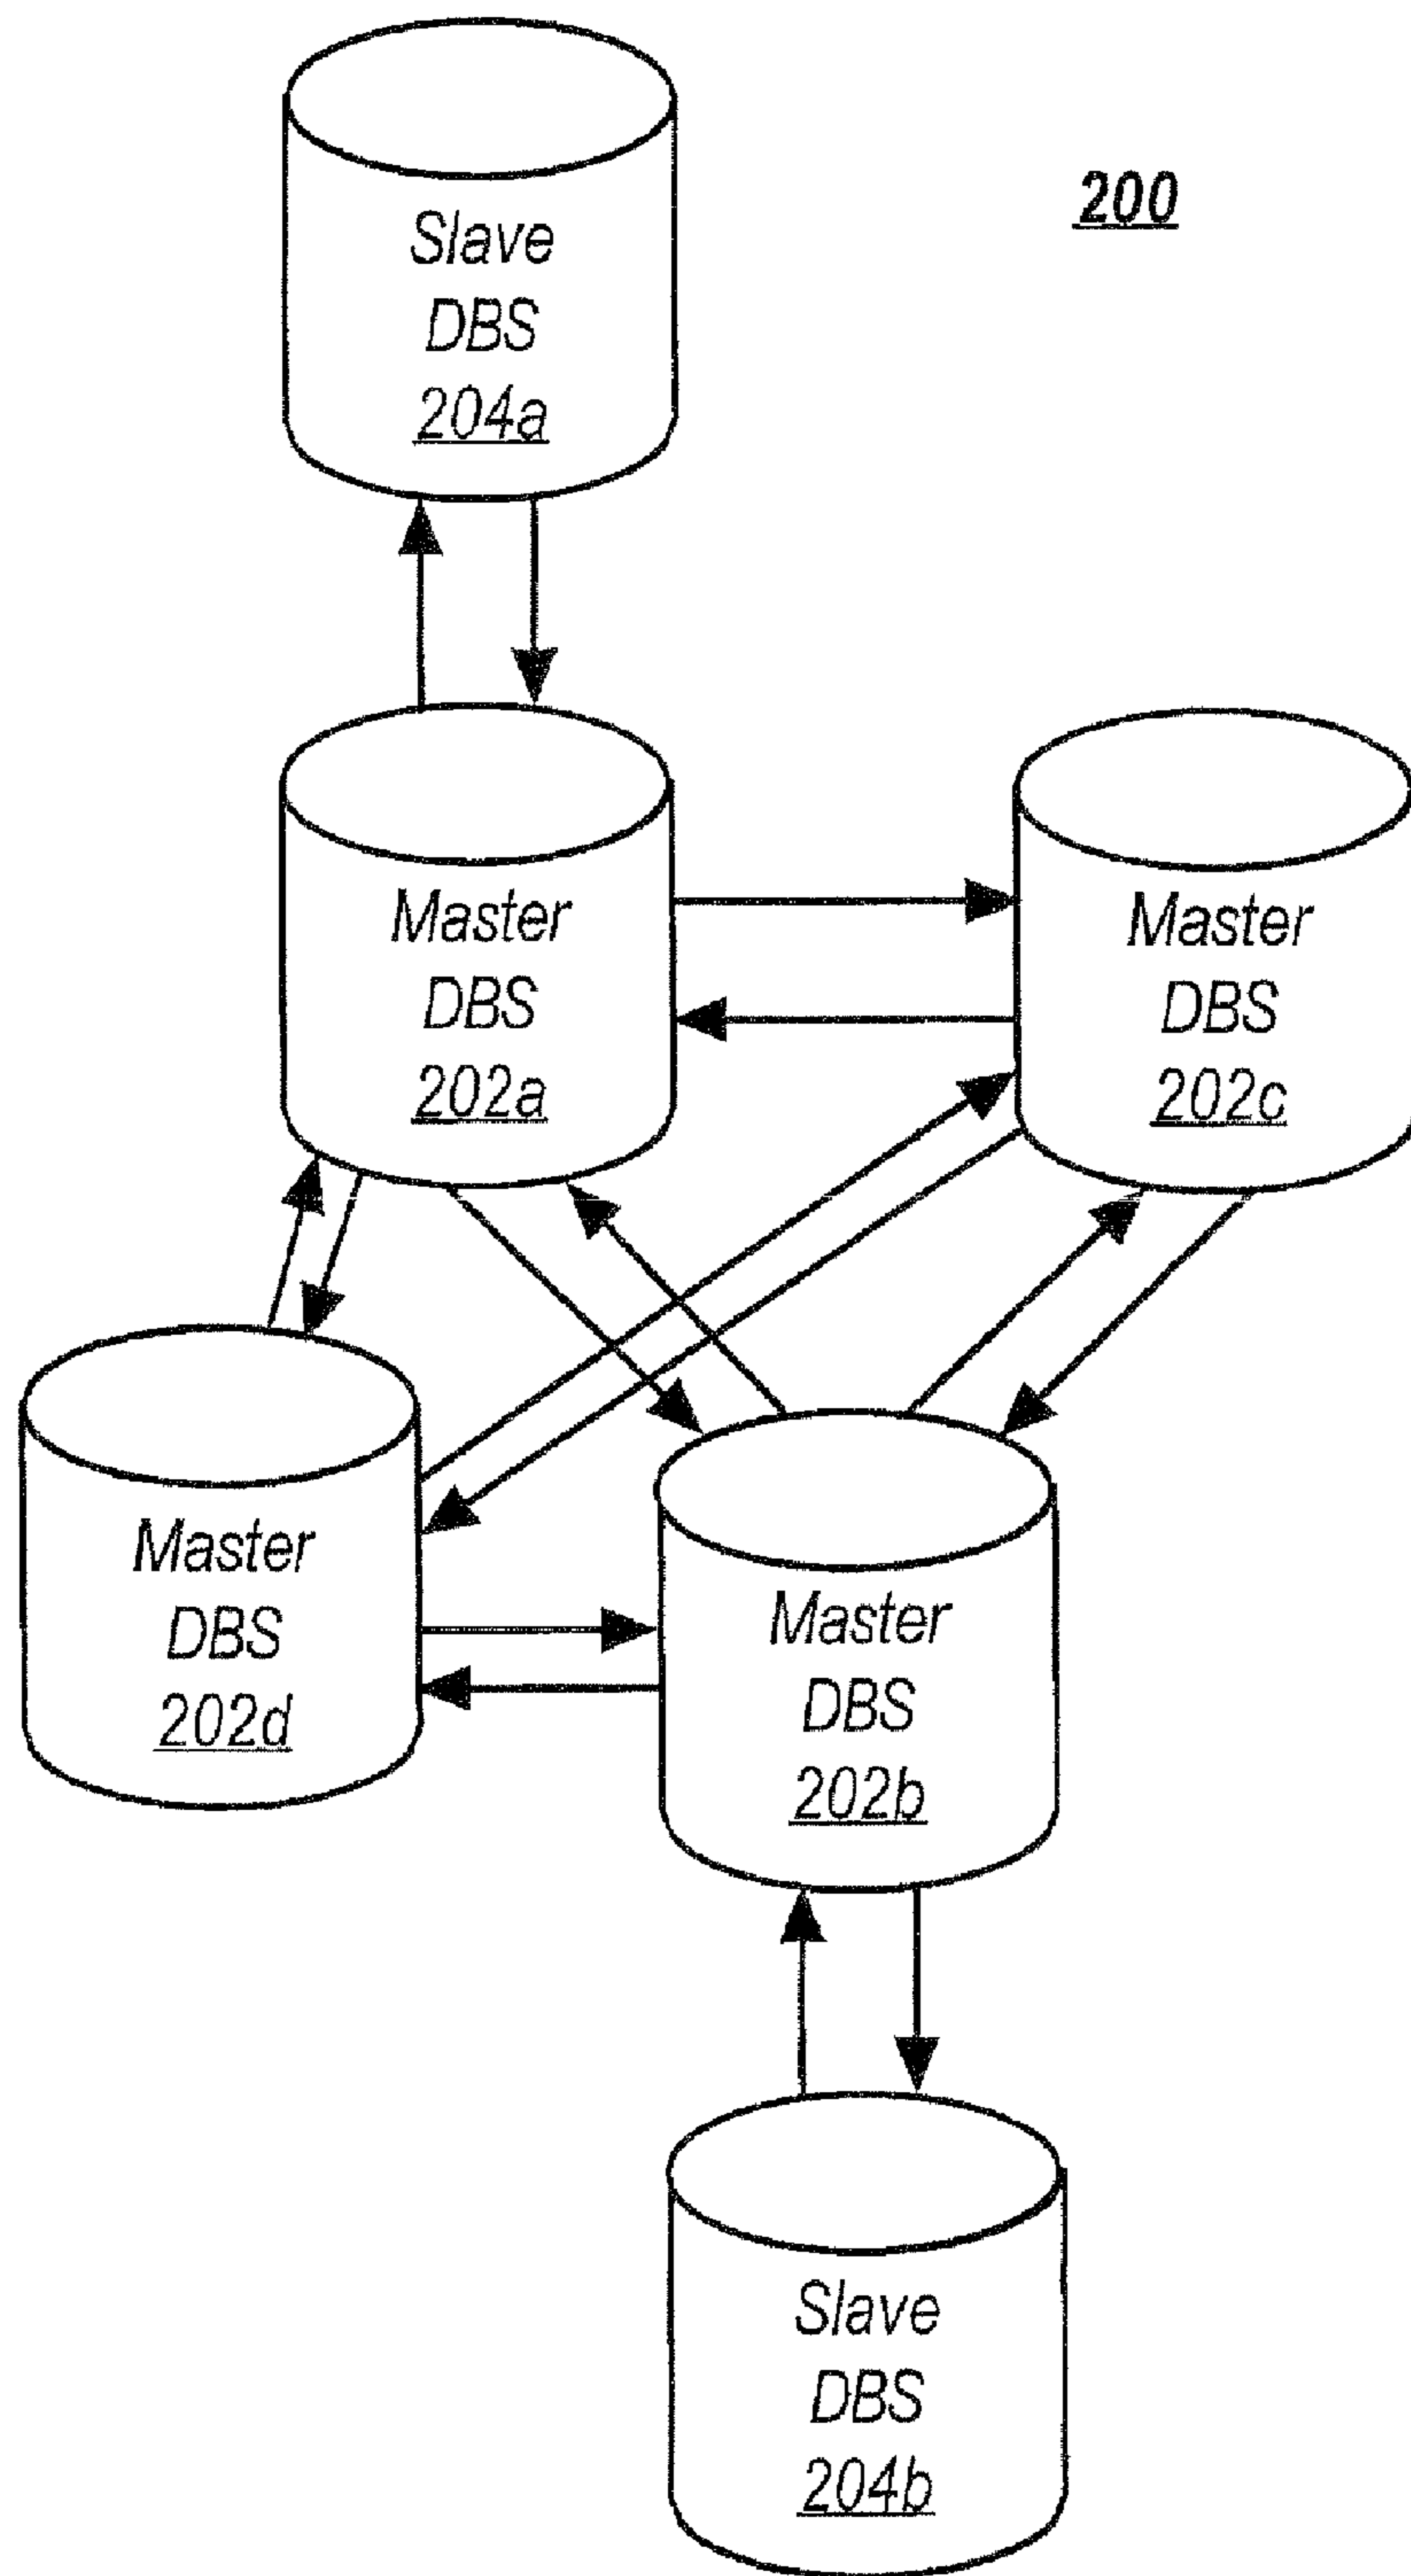 200
Slave
DBS
204a
Master
DBS
202a
Master
DBS
202c
Master
DBS
202d
Master
DBS
202b
Slave
DBS
204b